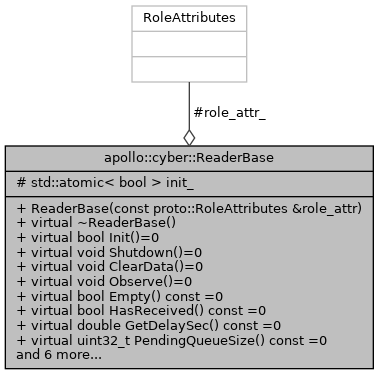 RoleAttributes
#role_attr_
apollo::cyber::ReaderBase
# std::atomic< bool > init_
+ ReaderBase(const proto::RoleAttributes &role_attr)
+ virtual ~ReaderBase()
+ virtual bool Init()=0
+ virtual void Shutdown()=0
+ virtual void ClearData()=0
+ virtual void Observe()=0
+ virtual bool Empty() const =0
+ virtual bool HasReceived() const =0
+ virtual double GetDelaySec() const =0
+ virtual uint32_t PendingQueueSize() const =0
and 6 more...